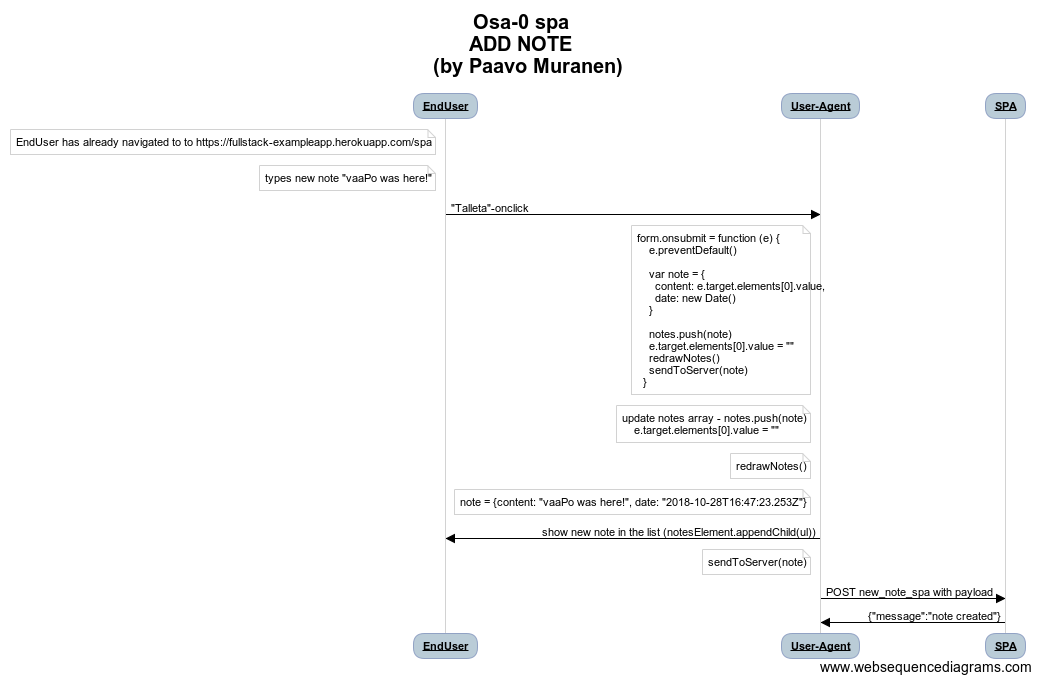 Osa-0 spa
ADD NOTE
(by Paavo Muranen)
EndUser
User-Agent
SPA
EndUser has already navigated to to https://fullstack-exampleapp.herokuapp.com/spa
types new note "vaaPo was here!"
"Talleta"-onclick
form.onsubmit = function (e) {
e.preventDefault()
var note = {
content: e.target.elements[0].value,
date: new Date()
}
notes.push(note)
e.target.elements[0].value = ""
redrawNotes()
sendToServer(note)
}
update notes array - notes.push(note)
e.target.elements[0].value = ""
redrawNotes()
note = {content: "vaaPo was here!", date: "2018-10-28T16:47:23.253Z"}
show new note in the list (notesElement.appendChild(ul))
sendToServer(note)
POST new_note_spa with payload
{"message":"note created"}
EndUser
User-Agent
SPA
www.websequencediagrams.com